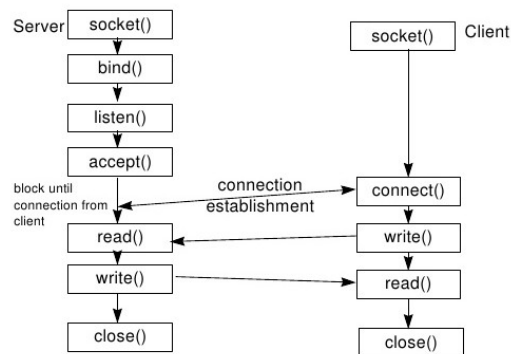 Server
socket()
socket()
Client
bind()
listen()
accept()
block until
connection from
client
connection
establishment
connect()
read()
write()
write()
read()
close()
close()